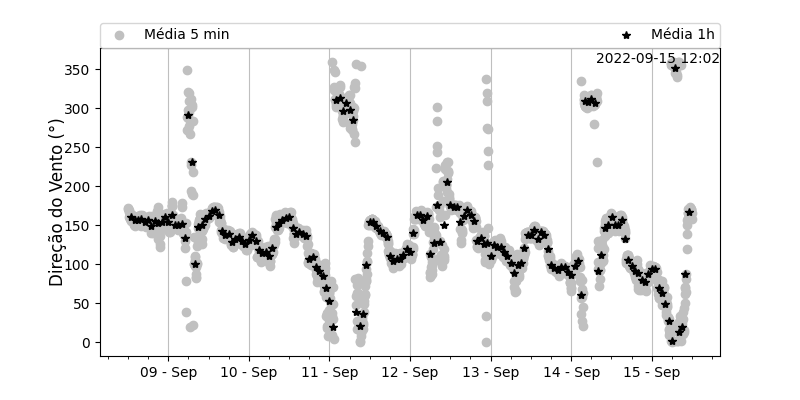 Média 5 min
Média 1h
2022-09-15 12:02
Direção do Vento (°)
350
300
250
200
150
100
50
0
09 - Sep
10 - Sep
11 - Sep
12 - Sep
13 - Sep
14 - Sep
15 - Sep